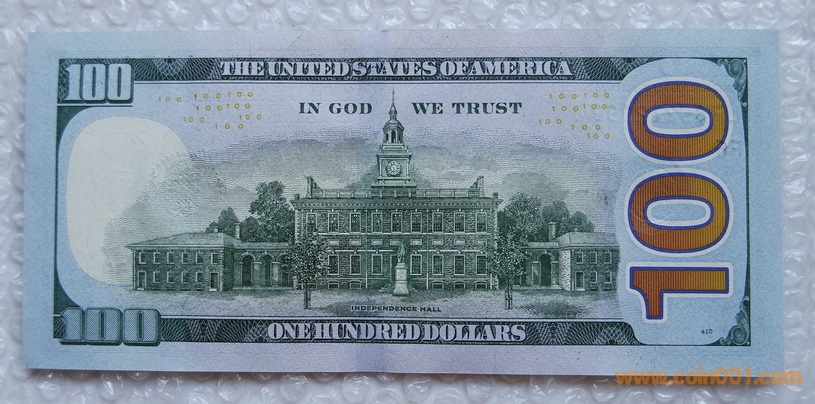 100
THE UNITED STATES OF AMERICA
100
IN GOD WE TRUST
INDEPENDENCE HALL
100
ONE HUNDRED DOLLARS
www.coin001.com